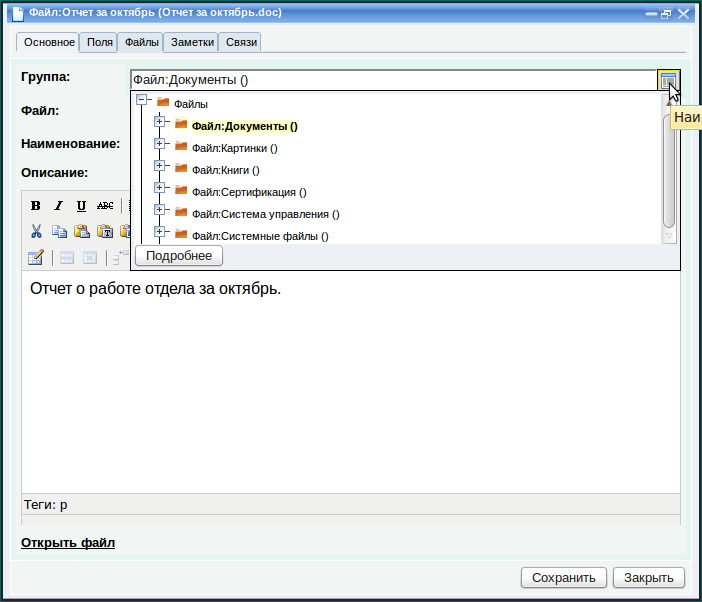 Файл:Отчет за октябрь (Отчет за октябрь.doc)
Основное Поля Файлы Заметки Связи
Группа: Файл:Документы ()
Файлы
Файл: Файл:Документы ()
Наи
Наименование: Файл:Картинки ()
Файл:Книги ()
Описание:
Файл:Сертификация ()
B I U ABC
Файл:Система управления ()
Файл:Системные файлы ()
Подробнее
Отчет о работе отдела за октябрь.
Теги: p
Открыть файл
Сохранить Закрыть